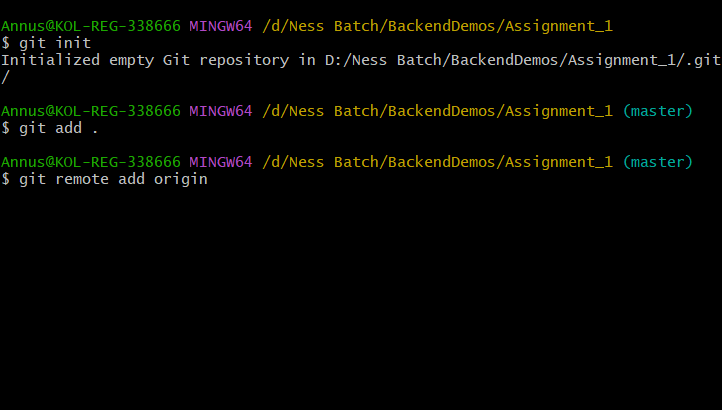 Annus@KOL-REG-338666 MINGW64 /d/Ness Batch/BackendDemos/Assignment_1
$ git init
Initialized empty Git repository in D:/Ness Batch/BackendDemos/Assignment_1/.git
/
Annus@KOL-REG-338666 MINGW64 /d/Ness Batch/BackendDemos/Assignment_1 (master)
$ git add .
Annus@KOL-REG-338666 MINGW64 /d/Ness Batch/BackendDemos/Assignment_1 (master)
$ git remote add origin